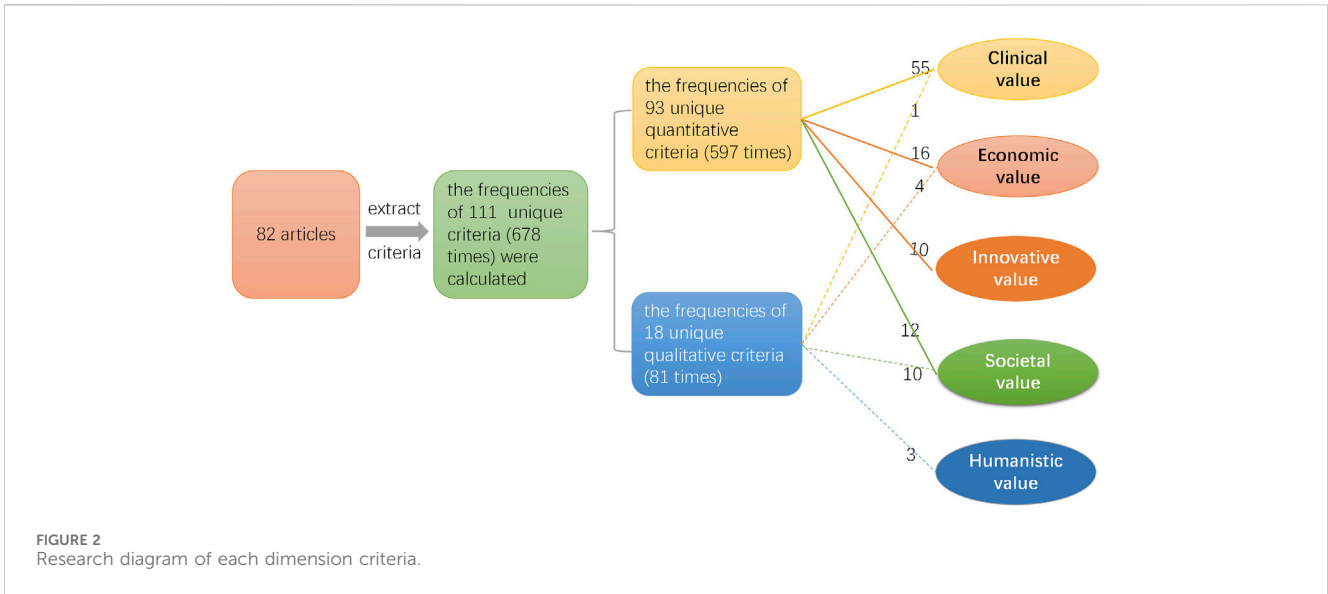 82 articles
extract
criteria
the frequencies
of 111 unique
criteria (678
times) were
calculated
the frequencies of
93 unique
quantitative
criteria (597 times)
the frequencies of
18 unique
qualitative criteria
(81 times)
55
1
16
4
10
12
10
3
Clinical
value
Economic
value
Innovative
value
Societal
value
Humanistic
value
FIGURE 2
Research diagram of each dimension criteria.